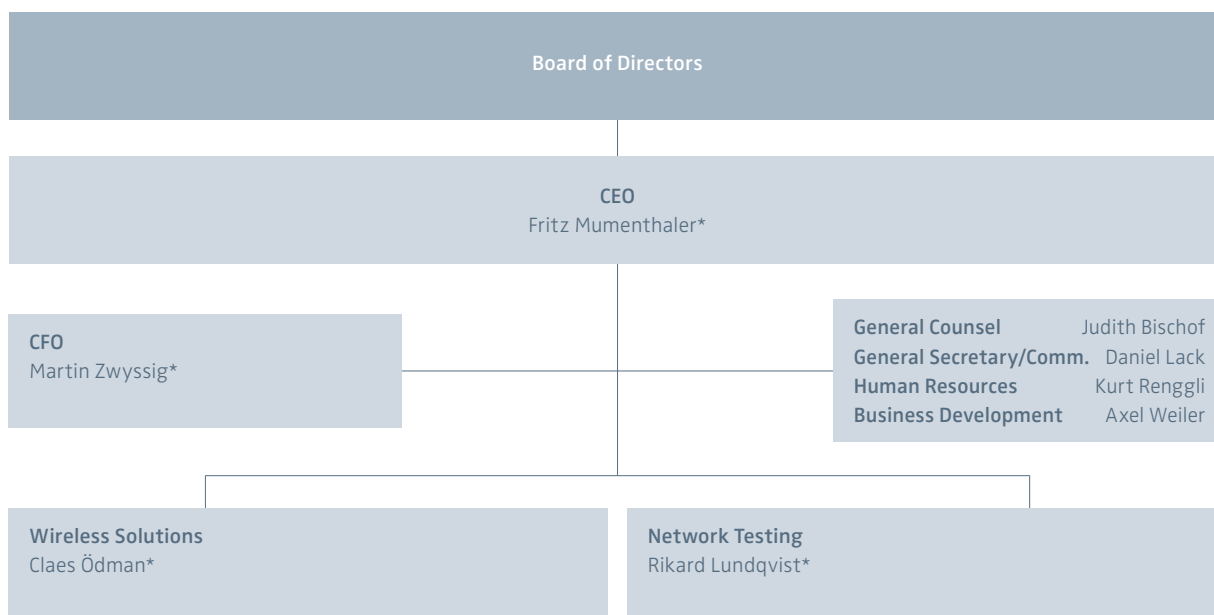 Board of Directors
CEO
Fritz Mumenthaler*
CFO
Martin Zwyssig*
General Counsel Judith Bischof
General Secretary/Comm. Daniel Lack
Human Resources Kurt Renggli
Business Development Axel Weiler
Wireless Solutions
Claes Ödman*
Network Testing
Rikard Lundqvist*